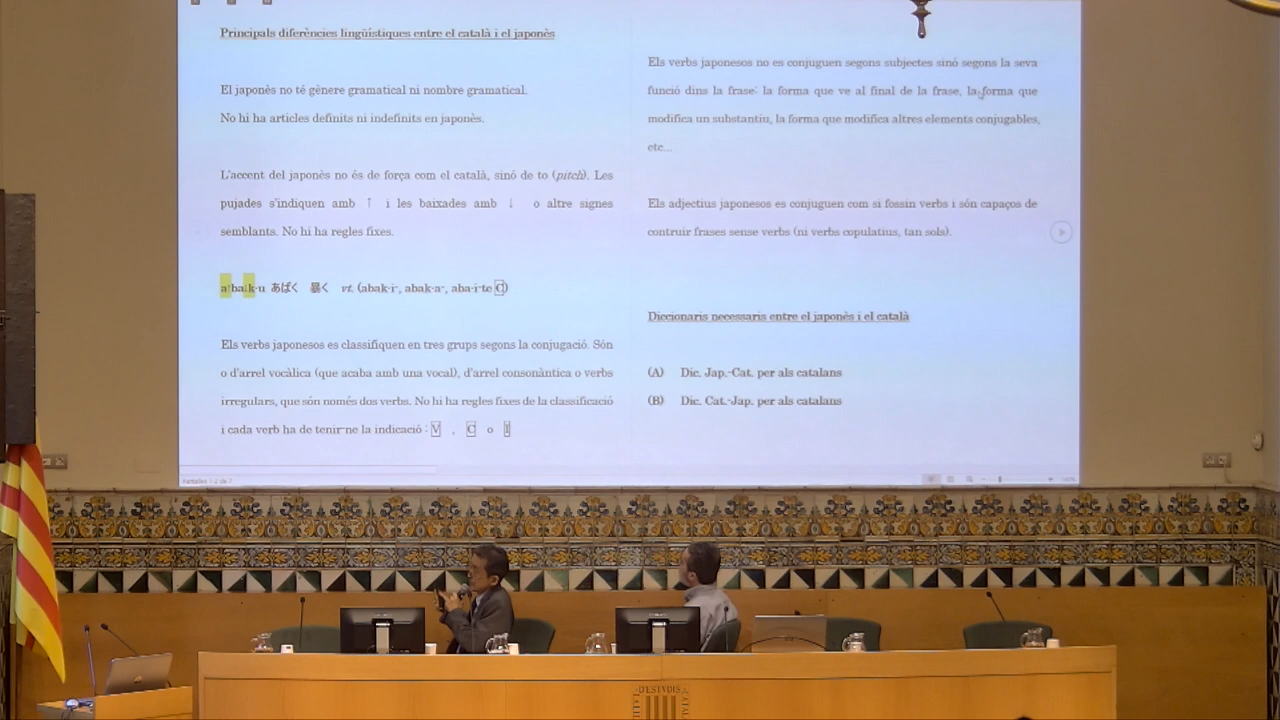 Principals diferències lingüístiques entre el català i el japonès
El japonès no té gènere gramatical ni nombre gramatical.
No hi ha articles definits ni indefinits en japonès.
L'accent del japonès no és de força com el català, sinó de to (pitch). Les
pujades s'indiquen amb ↑ i les baixades amb ↓ o altre signes
semblants. No hi ha regles fixes.
a↑ba↓k-u あばく 暴く vt. (abak-i-, abak-a-, aba-i-te C)
Els verbs japonesos es classifiquen en tres grups segons la conjugació. Són
o d'arrel vocàlica (que acaba amb una vocal), d'arrel consonàntica o verbs
irregulars, que són només dos verbs. No hi ha regles fixes de la classificació
i cada verb ha de tenir-ne la indicació : V , C o I
Els verbs japonesos no es conjuguen segons subjectes sinó segons la seva
funció dins la frase: la forma que ve al final de la frase, la forma que
modifica un substantiu, la forma que modifica altres elements conjugables,
etc...
Els adjectius japonesos es conjuguen com si fossin verbs i són capaços de
contruir frases sense verbs (ni verbs copulatius, tan sols).
Diccionaris necessaris entre el japonès i el català
(A) Dic. Jap.-Cat. per als catalans
(B) Dic. Cat.-Jap. per als catalans
Pantalles 1-2 de 7
D'ESTVDIS